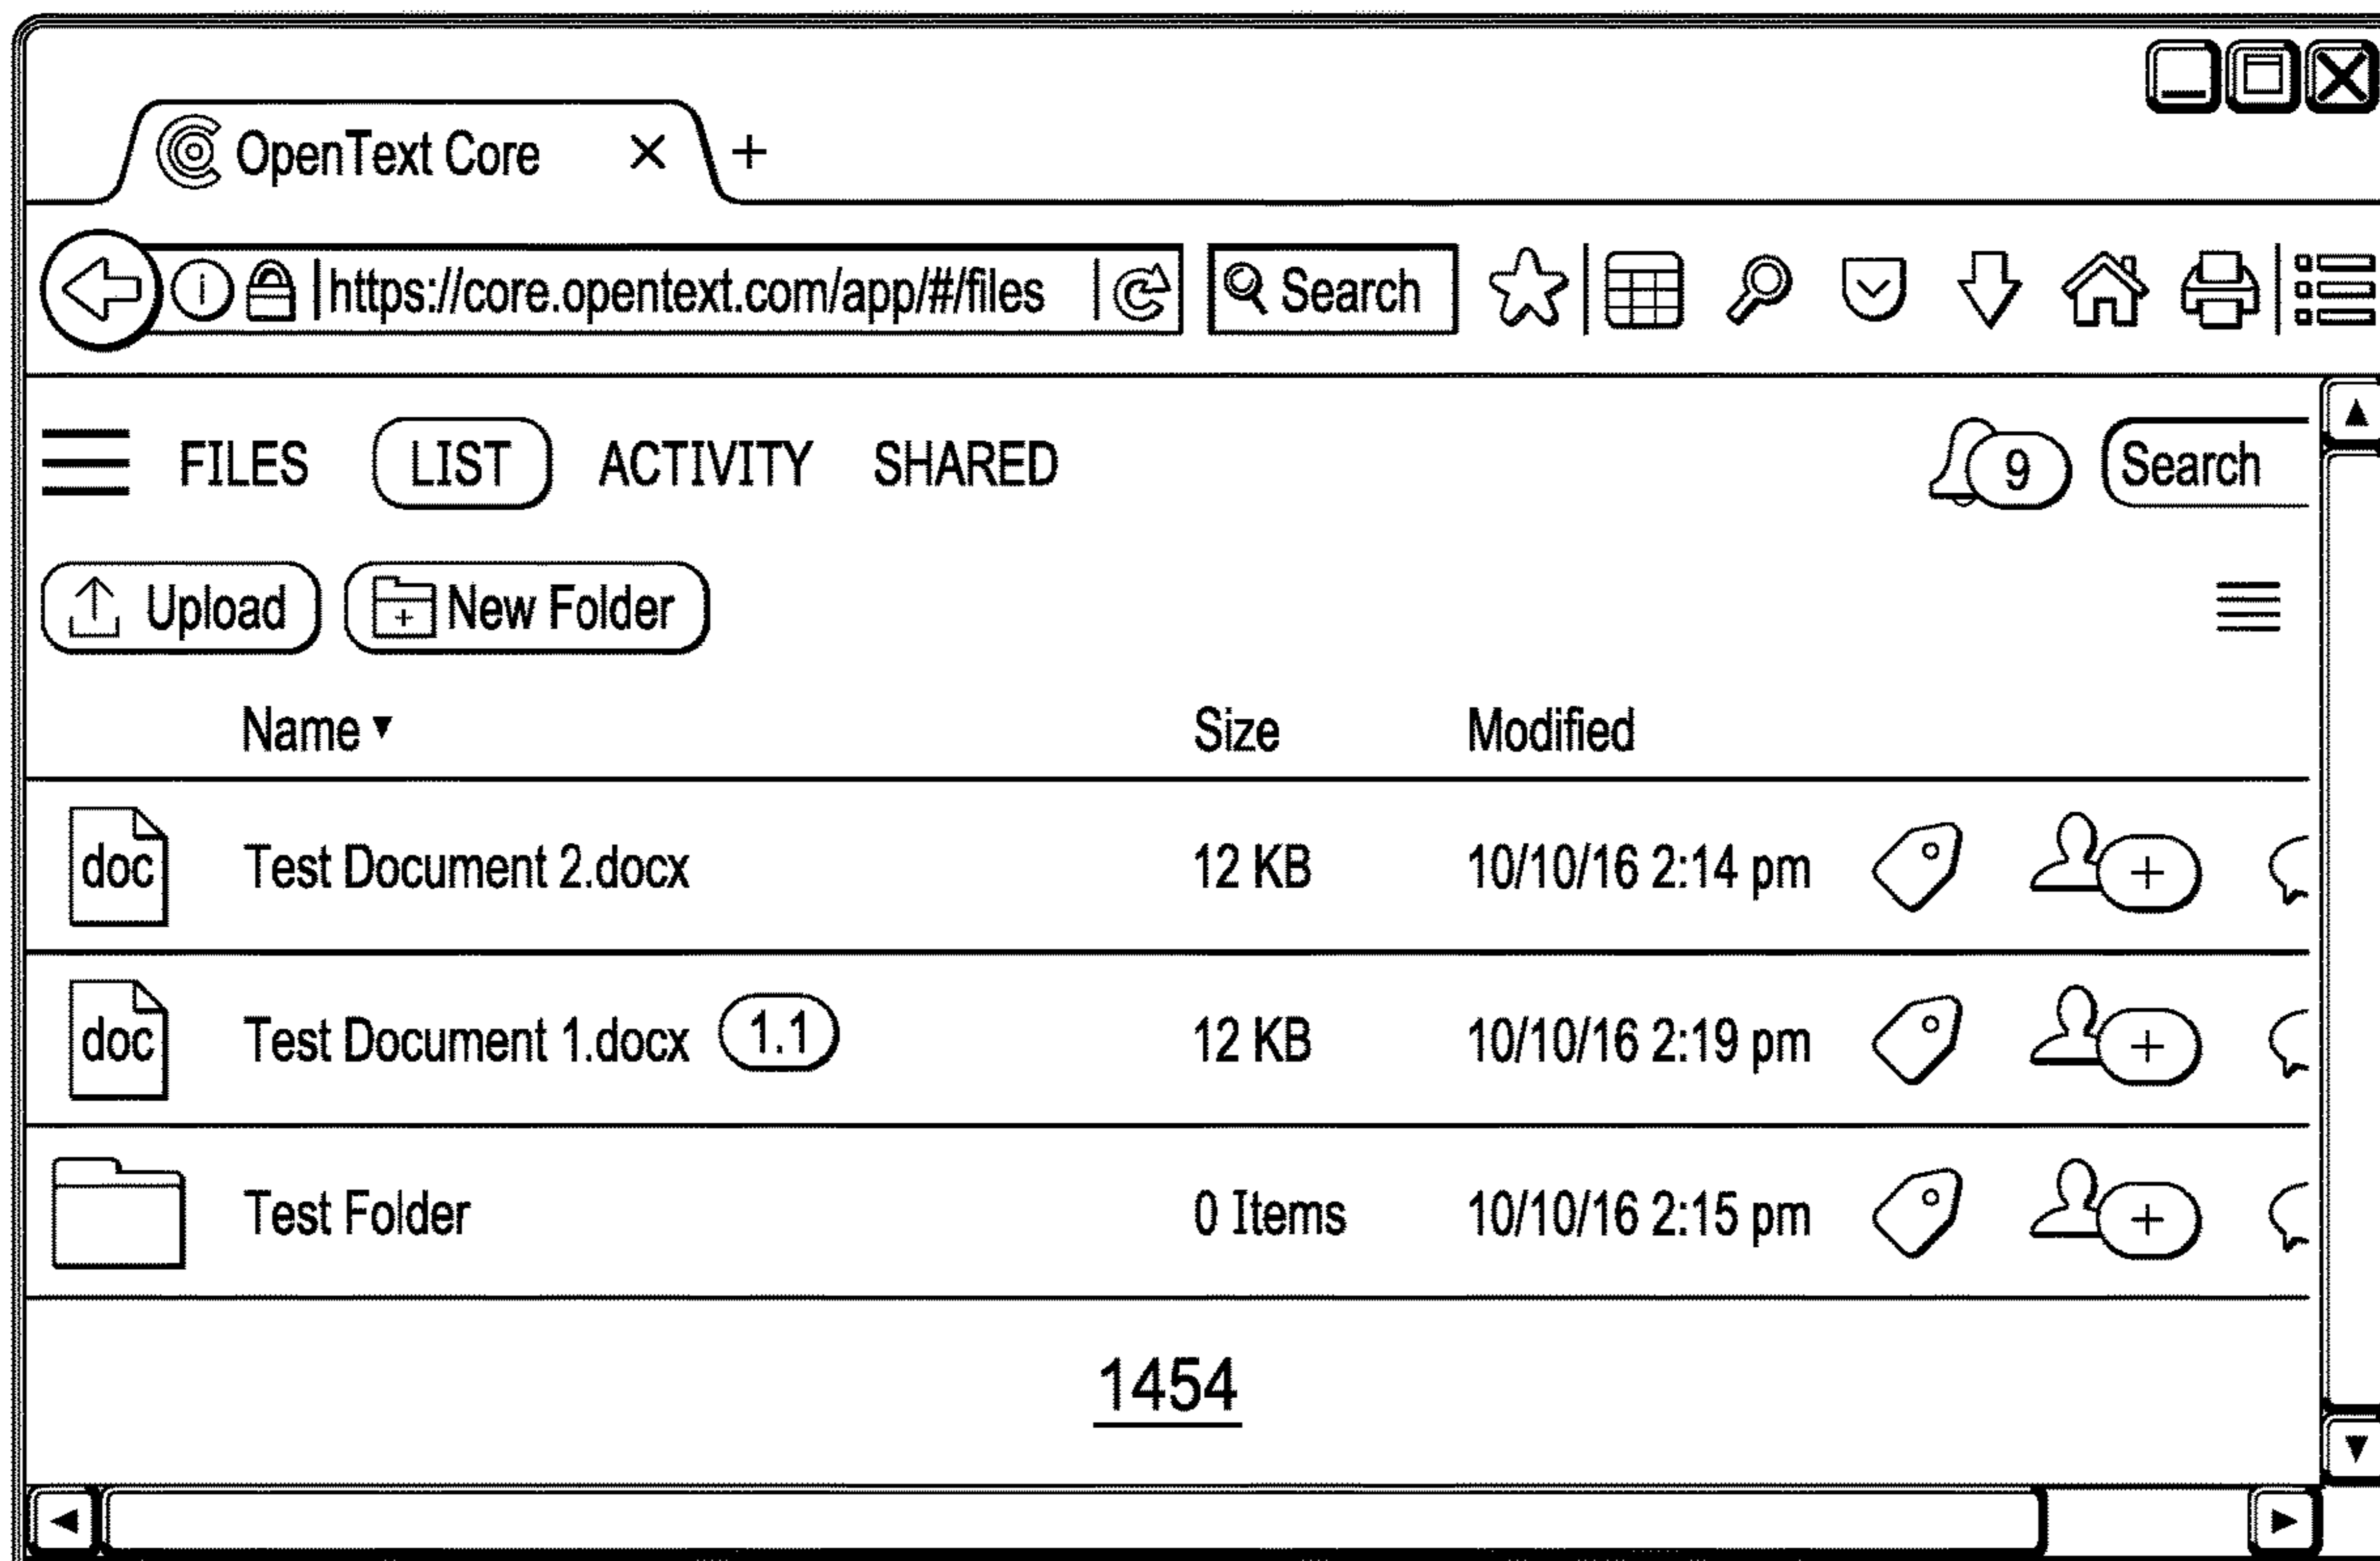 OpenText Core
https://core.opentext.com/app/#/files Search
FILES LIST ACTIVITY SHARED 9 Search
Upload New Folder
Name Size Modified
doc Test Document 2.docx 12 KB 10/10/16 2:14 pm
doc Test Document 1.docx 1.1 12 KB 10/10/16 2:19 pm
Test Folder 0 Items 10/10/16 2:15 pm
1454